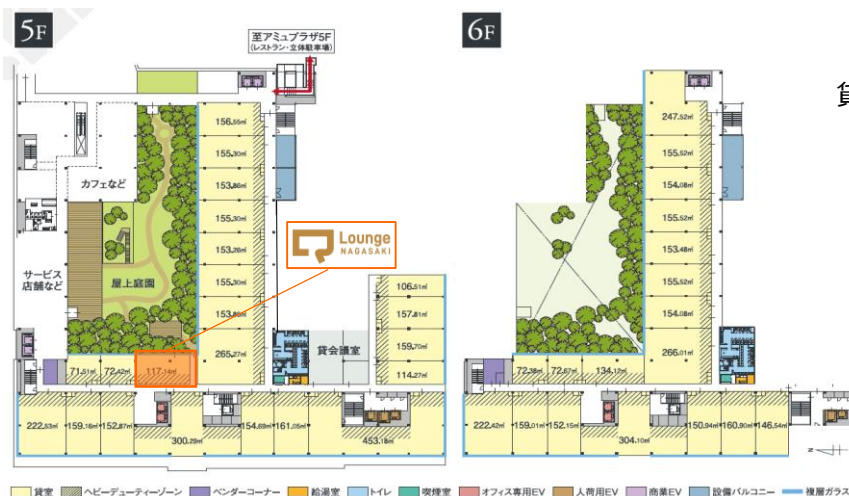 5F
至アミュプラザ5F
(レストラン・立体駐車場)
156.55㎡
155.30㎡
153.86㎡
155.30㎡
153.26㎡
155.30㎡
153.86㎡
265.27㎡
カフェなど
屋上庭園
サービス
店舗など
Lounge
NAGASAKI
71.51㎡
72.42㎡
117.14㎡
貸会議室
106.51㎡
157.81㎡
159.70㎡
114.27㎡
222.53㎡
159.16㎡
152.87㎡
300.29㎡
154.69㎡
161.05㎡
453.18㎡
6F
247.52㎡
155.52㎡
154.08㎡
155.52㎡
153.48㎡
155.52㎡
154.08㎡
266.01㎡
72.38㎡
72.67㎡
134.12㎡
222.42㎡
159.01㎡
152.15㎡
304.10㎡
150.94㎡
160.90㎡
146.54㎡
N
貸
貸室
ヘビーデューティーゾーン
ベンダーコーナー
給湯室
トイレ
喫煙室
オフィス専用EV
人荷用EV
商業EV
設備バルコニー
複層ガラス